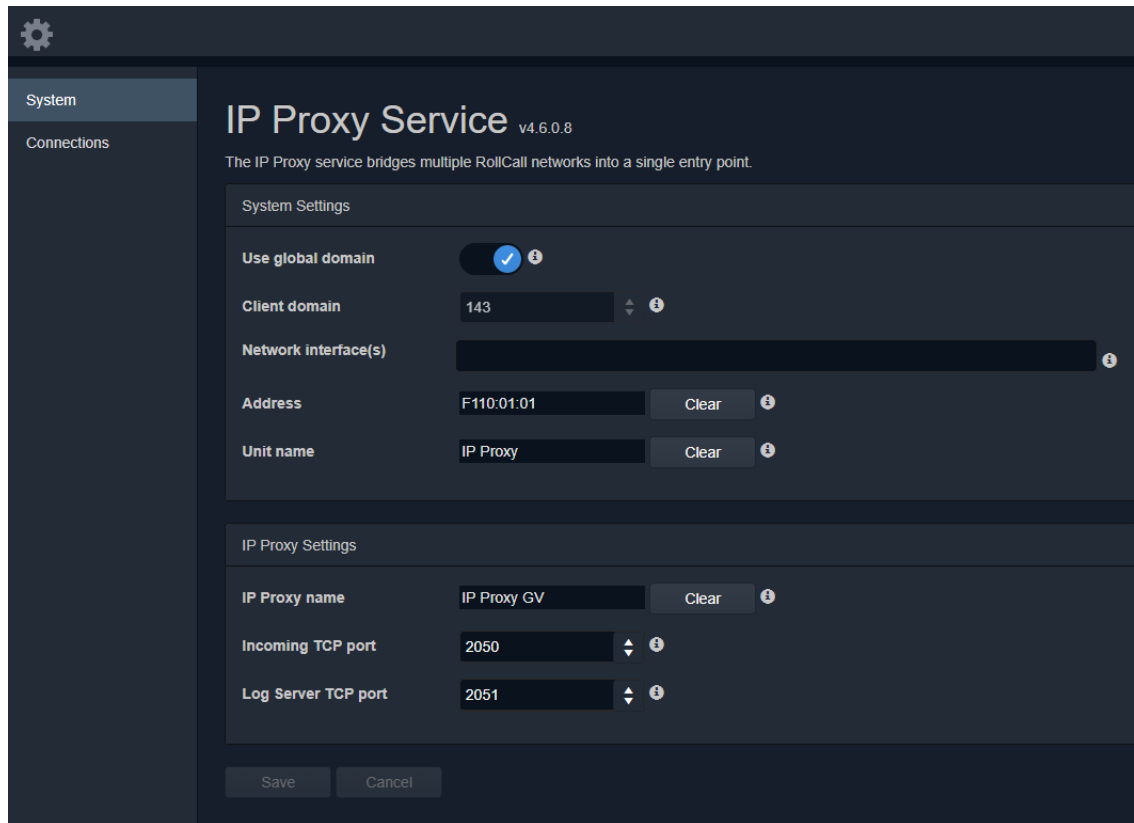 System
Connections
IP Proxy Service v4.6.0.8
The IP Proxy service bridges multiple RollCall networks into a single entry point.
System Settings
Use global domain
Client domain 143
Network interface(s)
Address F110:01:01 Clear
Unit name IP Proxy Clear
IP Proxy Settings
IP Proxy name IP Proxy GV Clear
Incoming TCP port 2050
Log Server TCP port 2051
Save Cancel